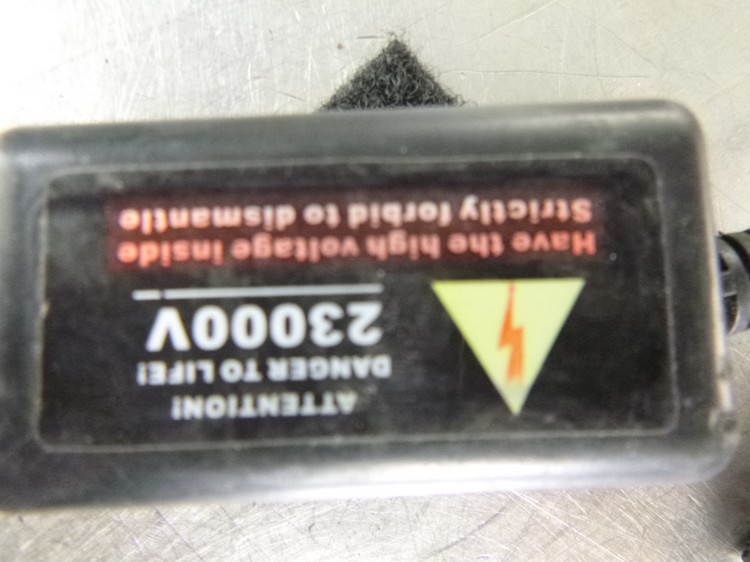 ATTENTION!
DANGER TO LIFE!
23000V
Have the high voltage inside
Strictly forbid to dismantle